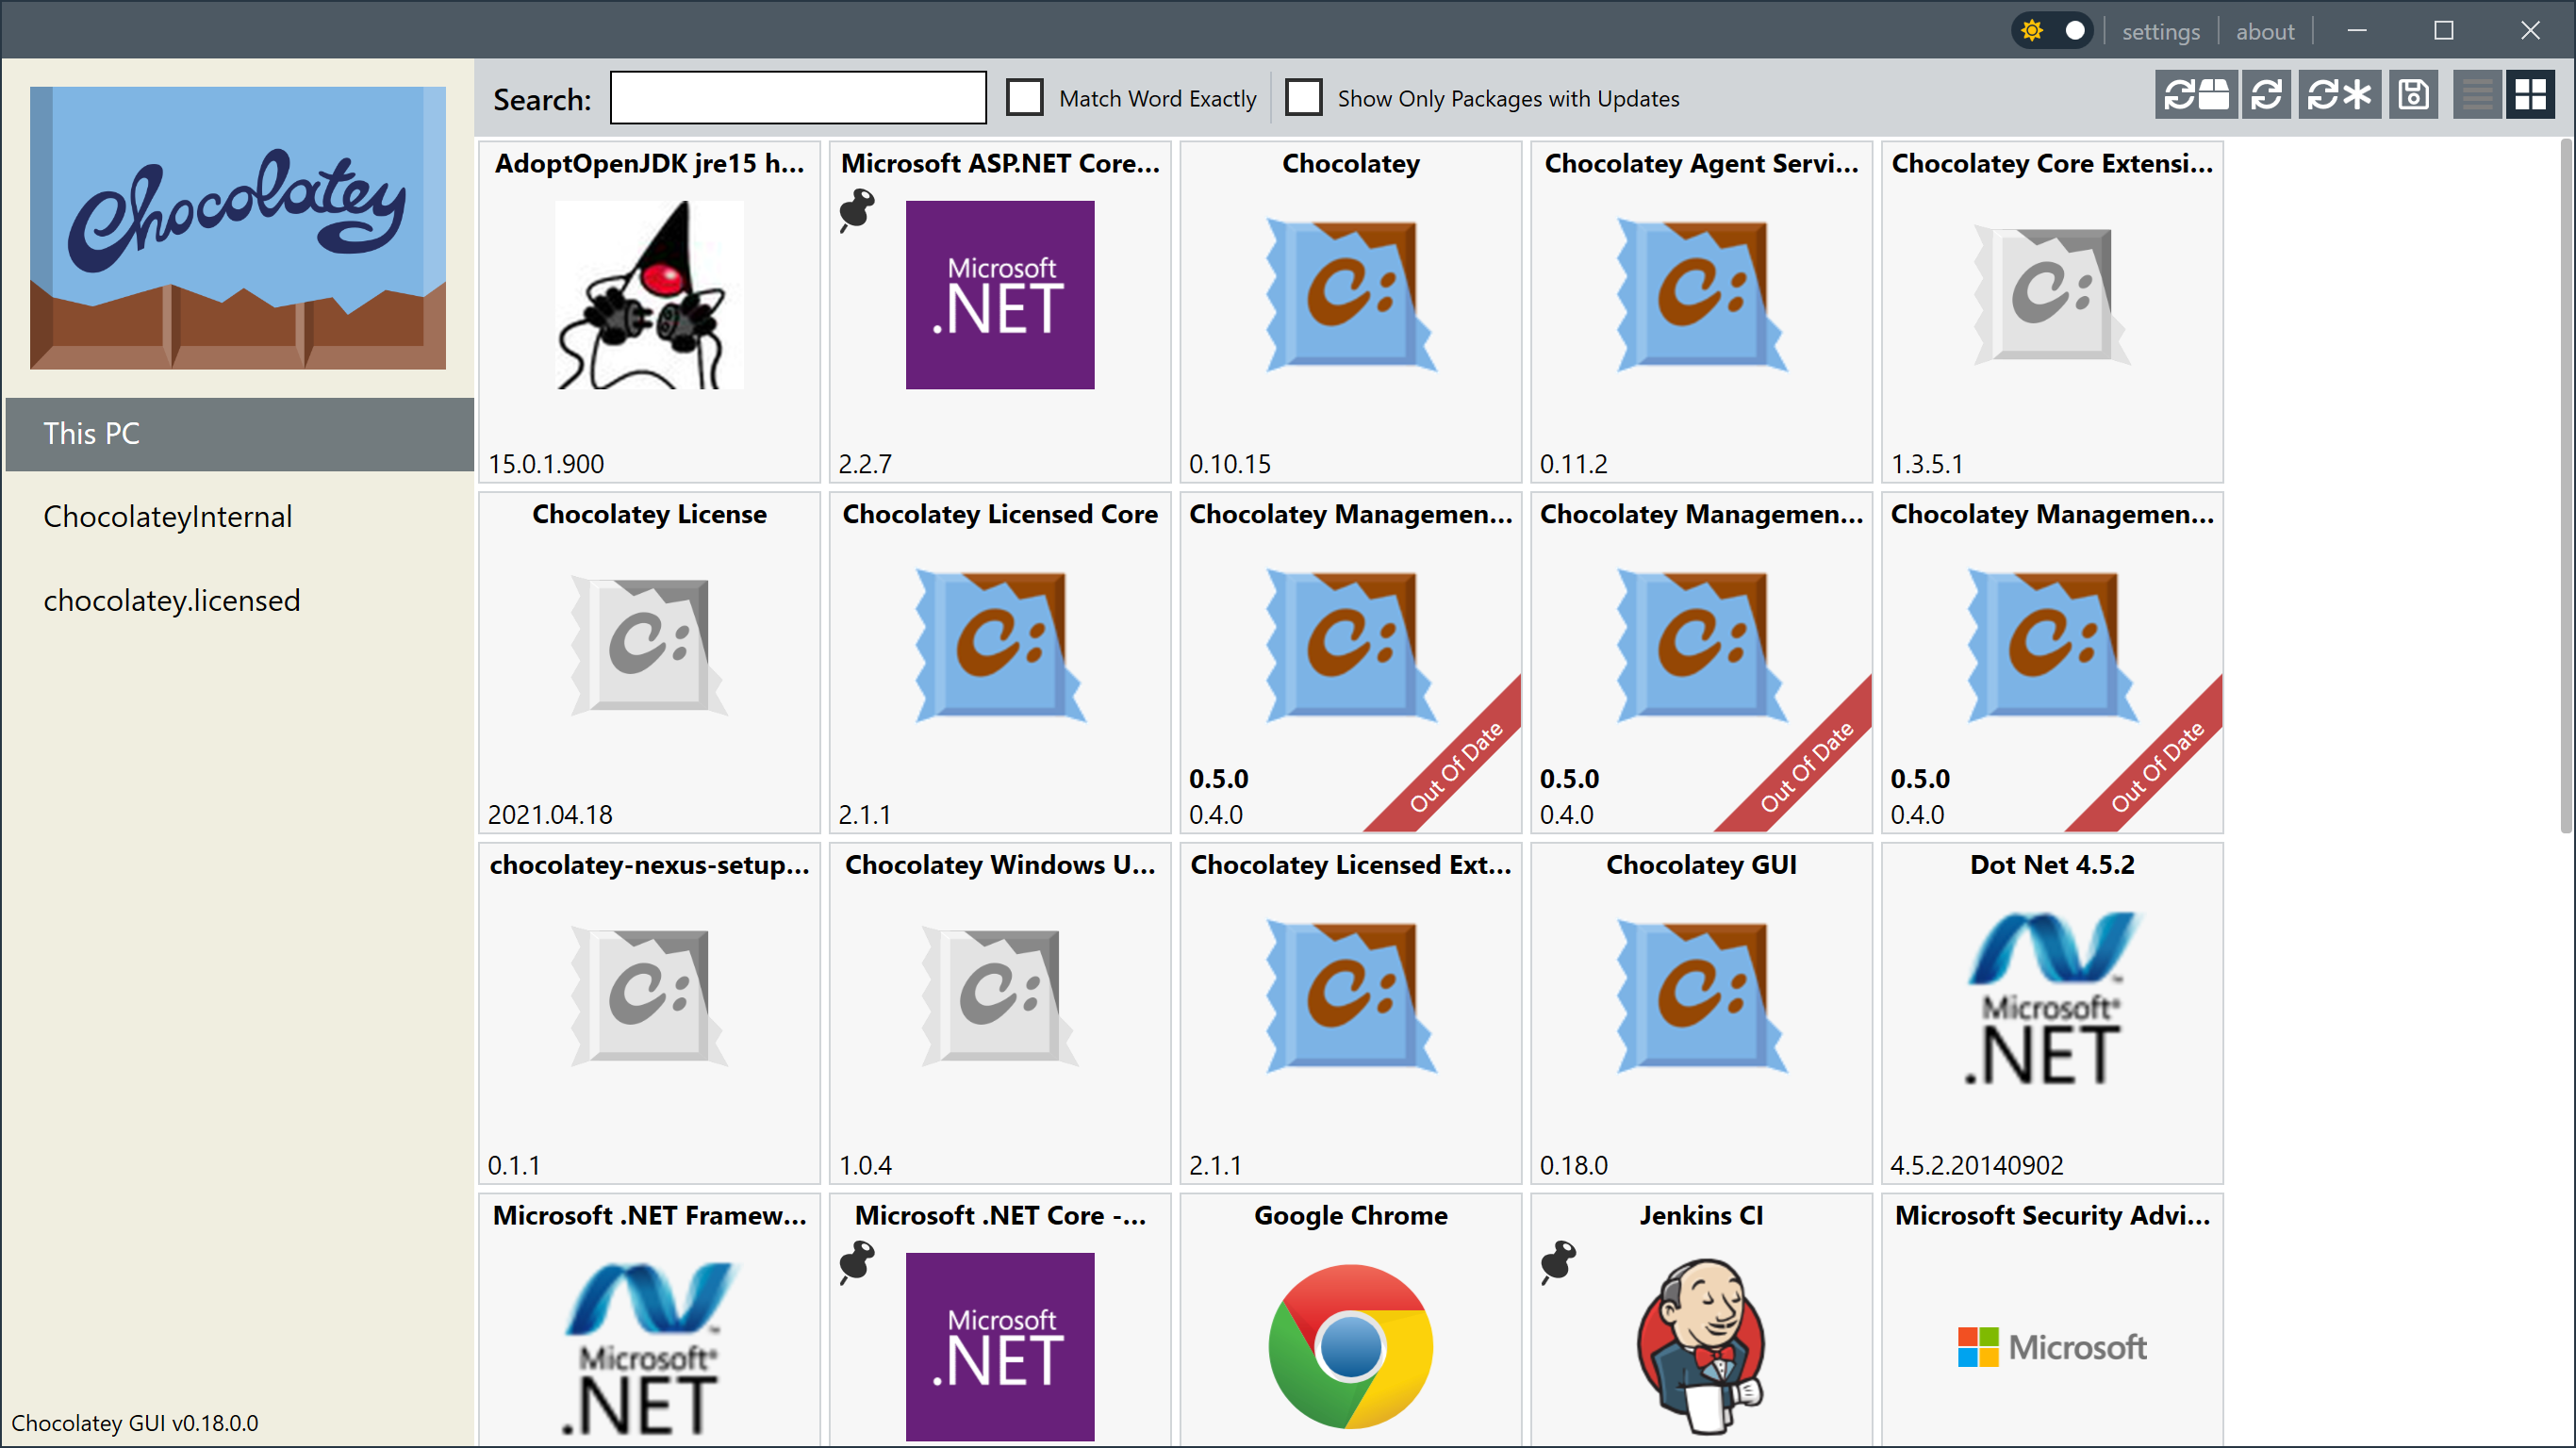 settings
about
Search:
Match Word Exactly
Show Only Packages with Updates
Chocolatey
This PC
ChocolateyInternal
chocolatey.licensed
Chocolatey GUI v0.18.0.0
AdoptOpenJDK jre15 h...
15.0.1.900
Microsoft ASP.NET Core...
Microsoft
.NET
2.2.7
Chocolatey
C:
0.10.15
Chocolatey Agent Servi...
C:
0.11.2
Chocolatey Core Extensi...
C:
1.3.5.1
Chocolatey License
C:
2021.04.18
Chocolatey Licensed Core
C:
2.1.1
Chocolatey Managemen...
C:
0.5.0
0.4.0
Out Of Date
Chocolatey Managemen...
C:
0.5.0
0.4.0
Out Of Date
Chocolatey Managemen...
C:
0.5.0
0.4.0
Out Of Date
chocolatey-nexus-setup...
C:
0.1.1
Chocolatey Windows U...
C:
1.0.4
Chocolatey Licensed Ext...
C:
2.1.1
Chocolatey GUI
C:
0.18.0
Dot Net 4.5.2
Microsoft®
.NET
4.5.2.20140902
Microsoft .NET Framew...
Microsoft®
.NET
Microsoft .NET Core -...
Microsoft
.NET
Google Chrome
Jenkins CI
Microsoft Security Advi...
Microsoft